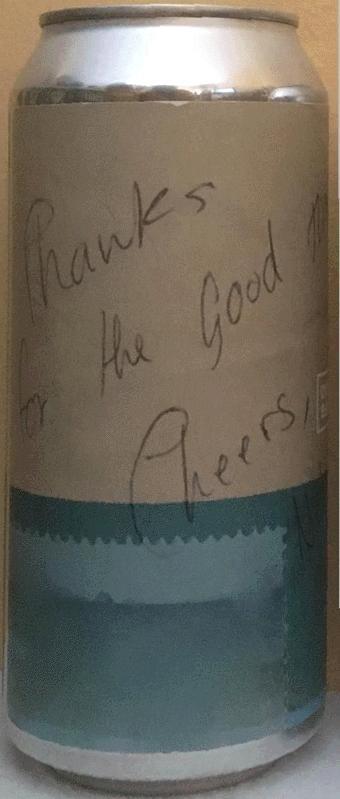 Thanks
for the Good
Cheers,